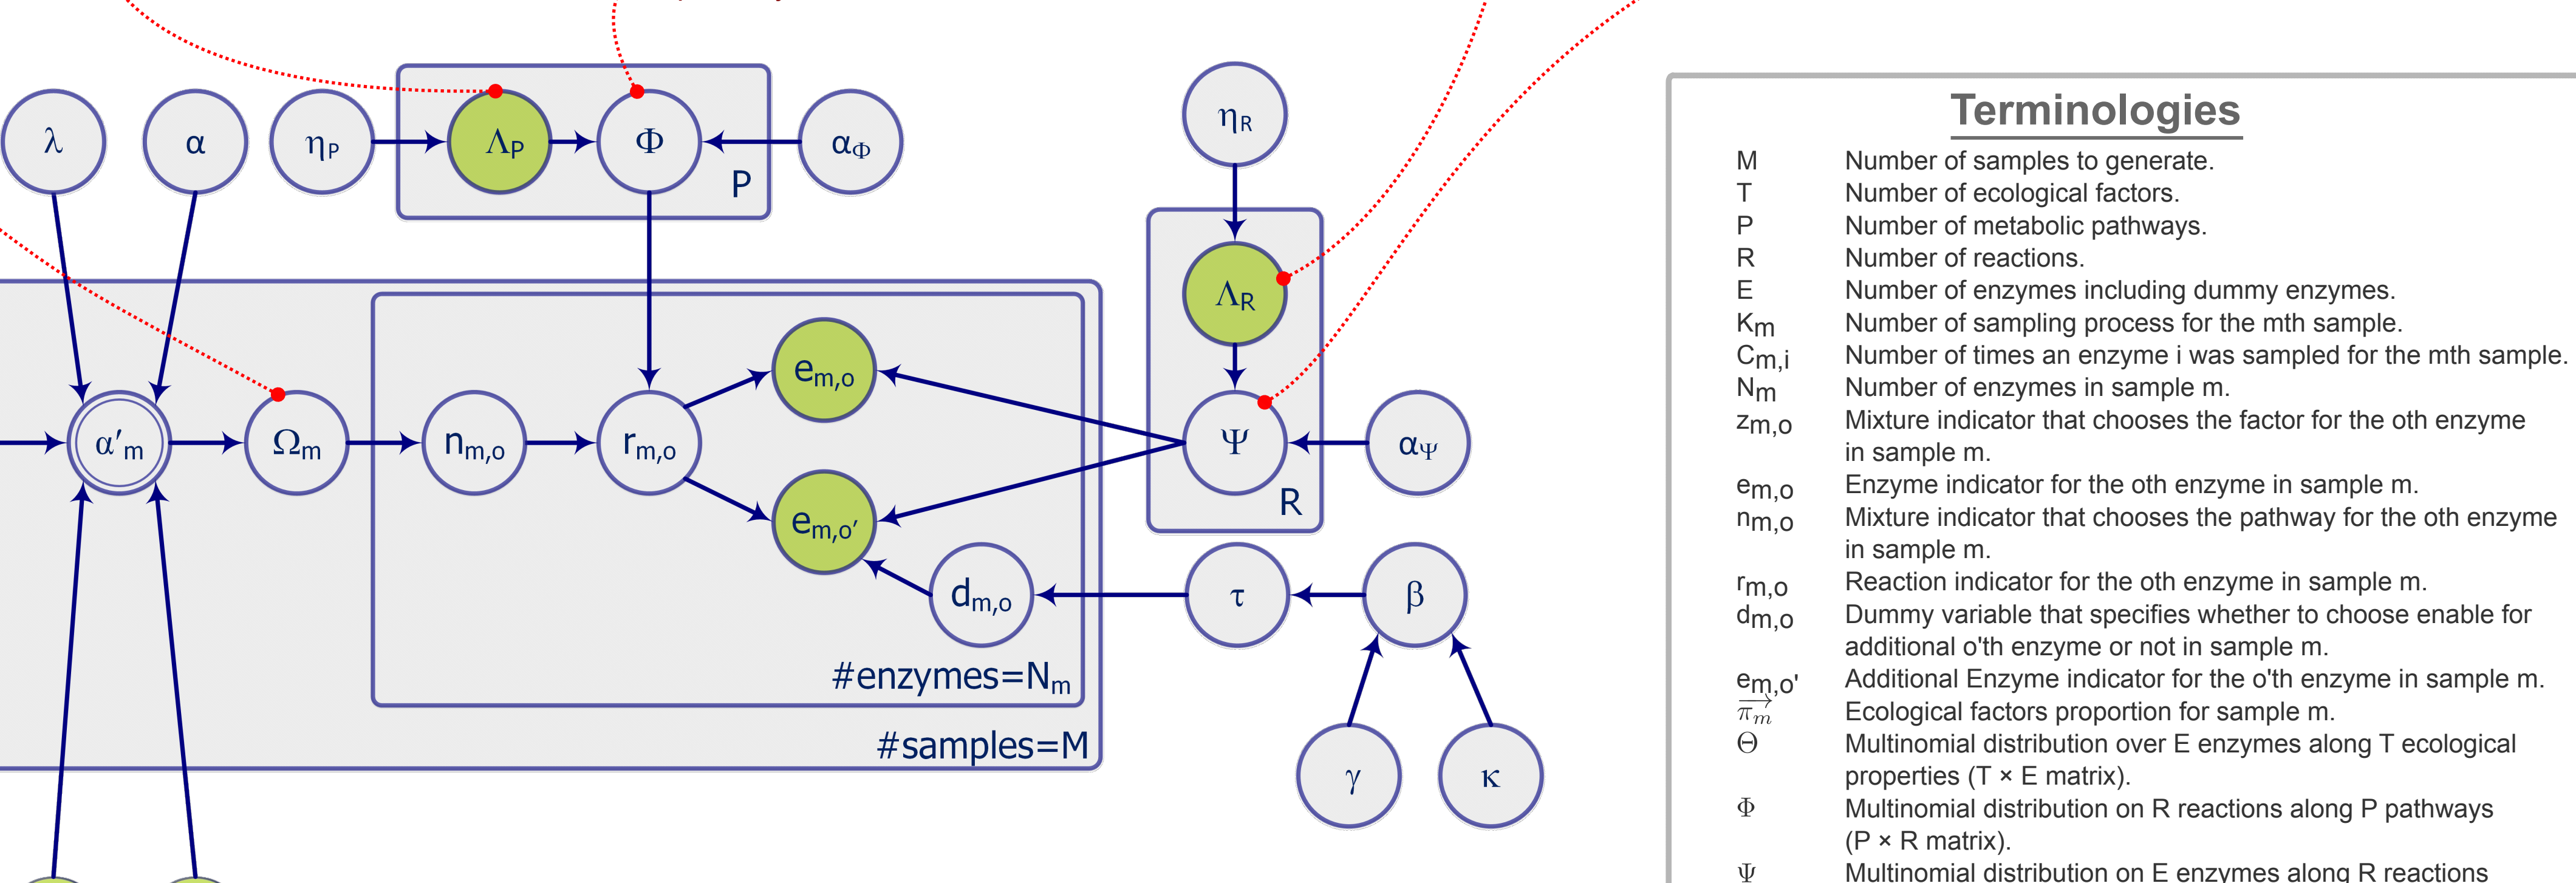 λ
α
ηP
ΛP
Φ
αΦ
P
ηR
ΛR
Ψ
αΨ
R
α′m
Ωm
nm,o
rm,o
em,o
em,o′
dm,o
τ
β
γ
κ
#enzymes=Nm
#samples=M
Terminologies
M Number of samples to generate.
T Number of ecological factors.
P Number of metabolic pathways.
R Number of reactions.
E Number of enzymes including dummy enzymes.
Km Number of sampling process for the mth sample.
Cm,i Number of times an enzyme i was sampled for the mth sample.
Nm Number of enzymes in sample m.
zm,o Mixture indicator that chooses the factor for the oth enzyme
in sample m.
em,o Enzyme indicator for the oth enzyme in sample m.
nm,o Mixture indicator that chooses the pathway for the oth enzyme
in sample m.
rm,o Reaction indicator for the oth enzyme in sample m.
dm,o Dummy variable that specifies whether to choose enable for
additional o'th enzyme or not in sample m.
em,o' Additional Enzyme indicator for the o'th enzyme in sample m.
πm Ecological factors proportion for sample m.
Θ Multinomial distribution over E enzymes along T ecological
properties (T × E matrix).
Φ Multinomial distribution on R reactions along P pathways
(P × R matrix).
Ψ Multinomial distribution on E enzymes along R reactions